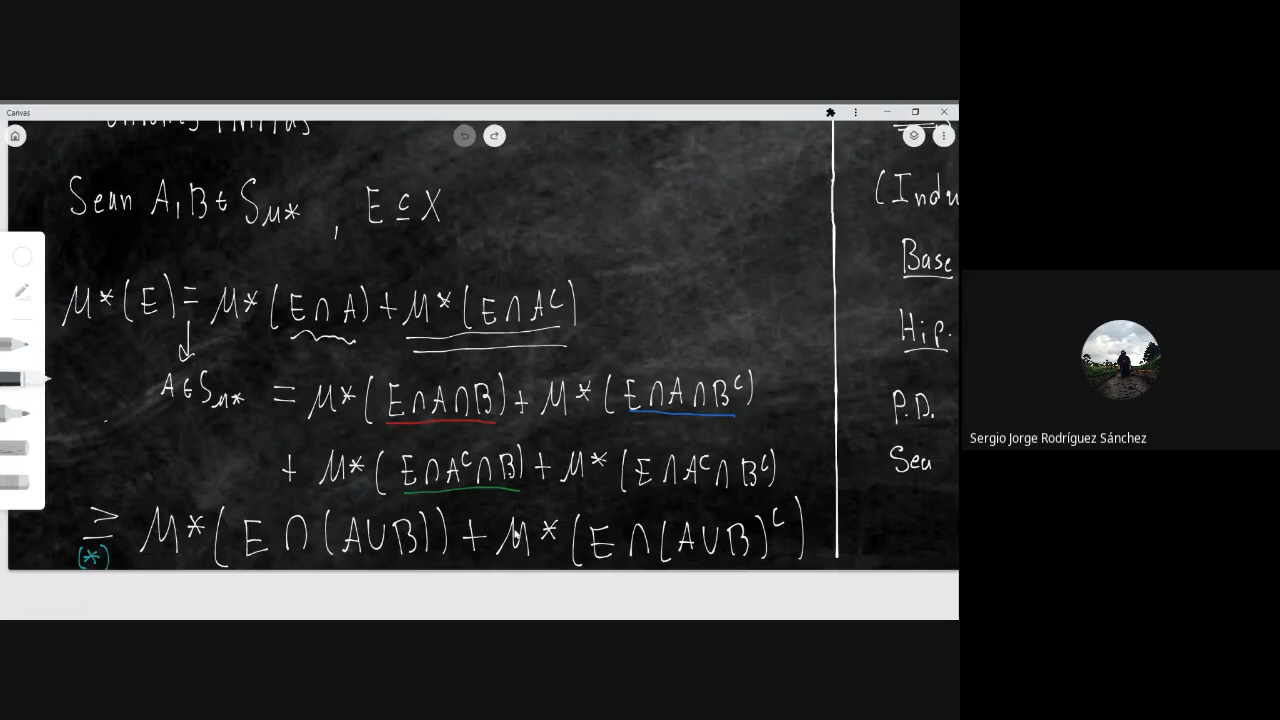 Canvas
Sean A, B ∈ S_μ* , E ⊆ X
μ*(E) = μ*(E ∩ A) + μ*(E ∩ A^c)
A ∈ S_μ* = μ*(E ∩ A ∩ B) + μ*(E ∩ A ∩ B^c)
+ μ*(E ∩ A^c ∩ B) + μ*(E ∩ A^c ∩ B^c)
≥ μ*(E ∩ (A ∪ B)) + μ*(E ∩ (A ∪ B)^c)
(*)
(Indu
Base
Hip.
P.D.
Sea
Sergio Jorge Rodríguez Sánchez